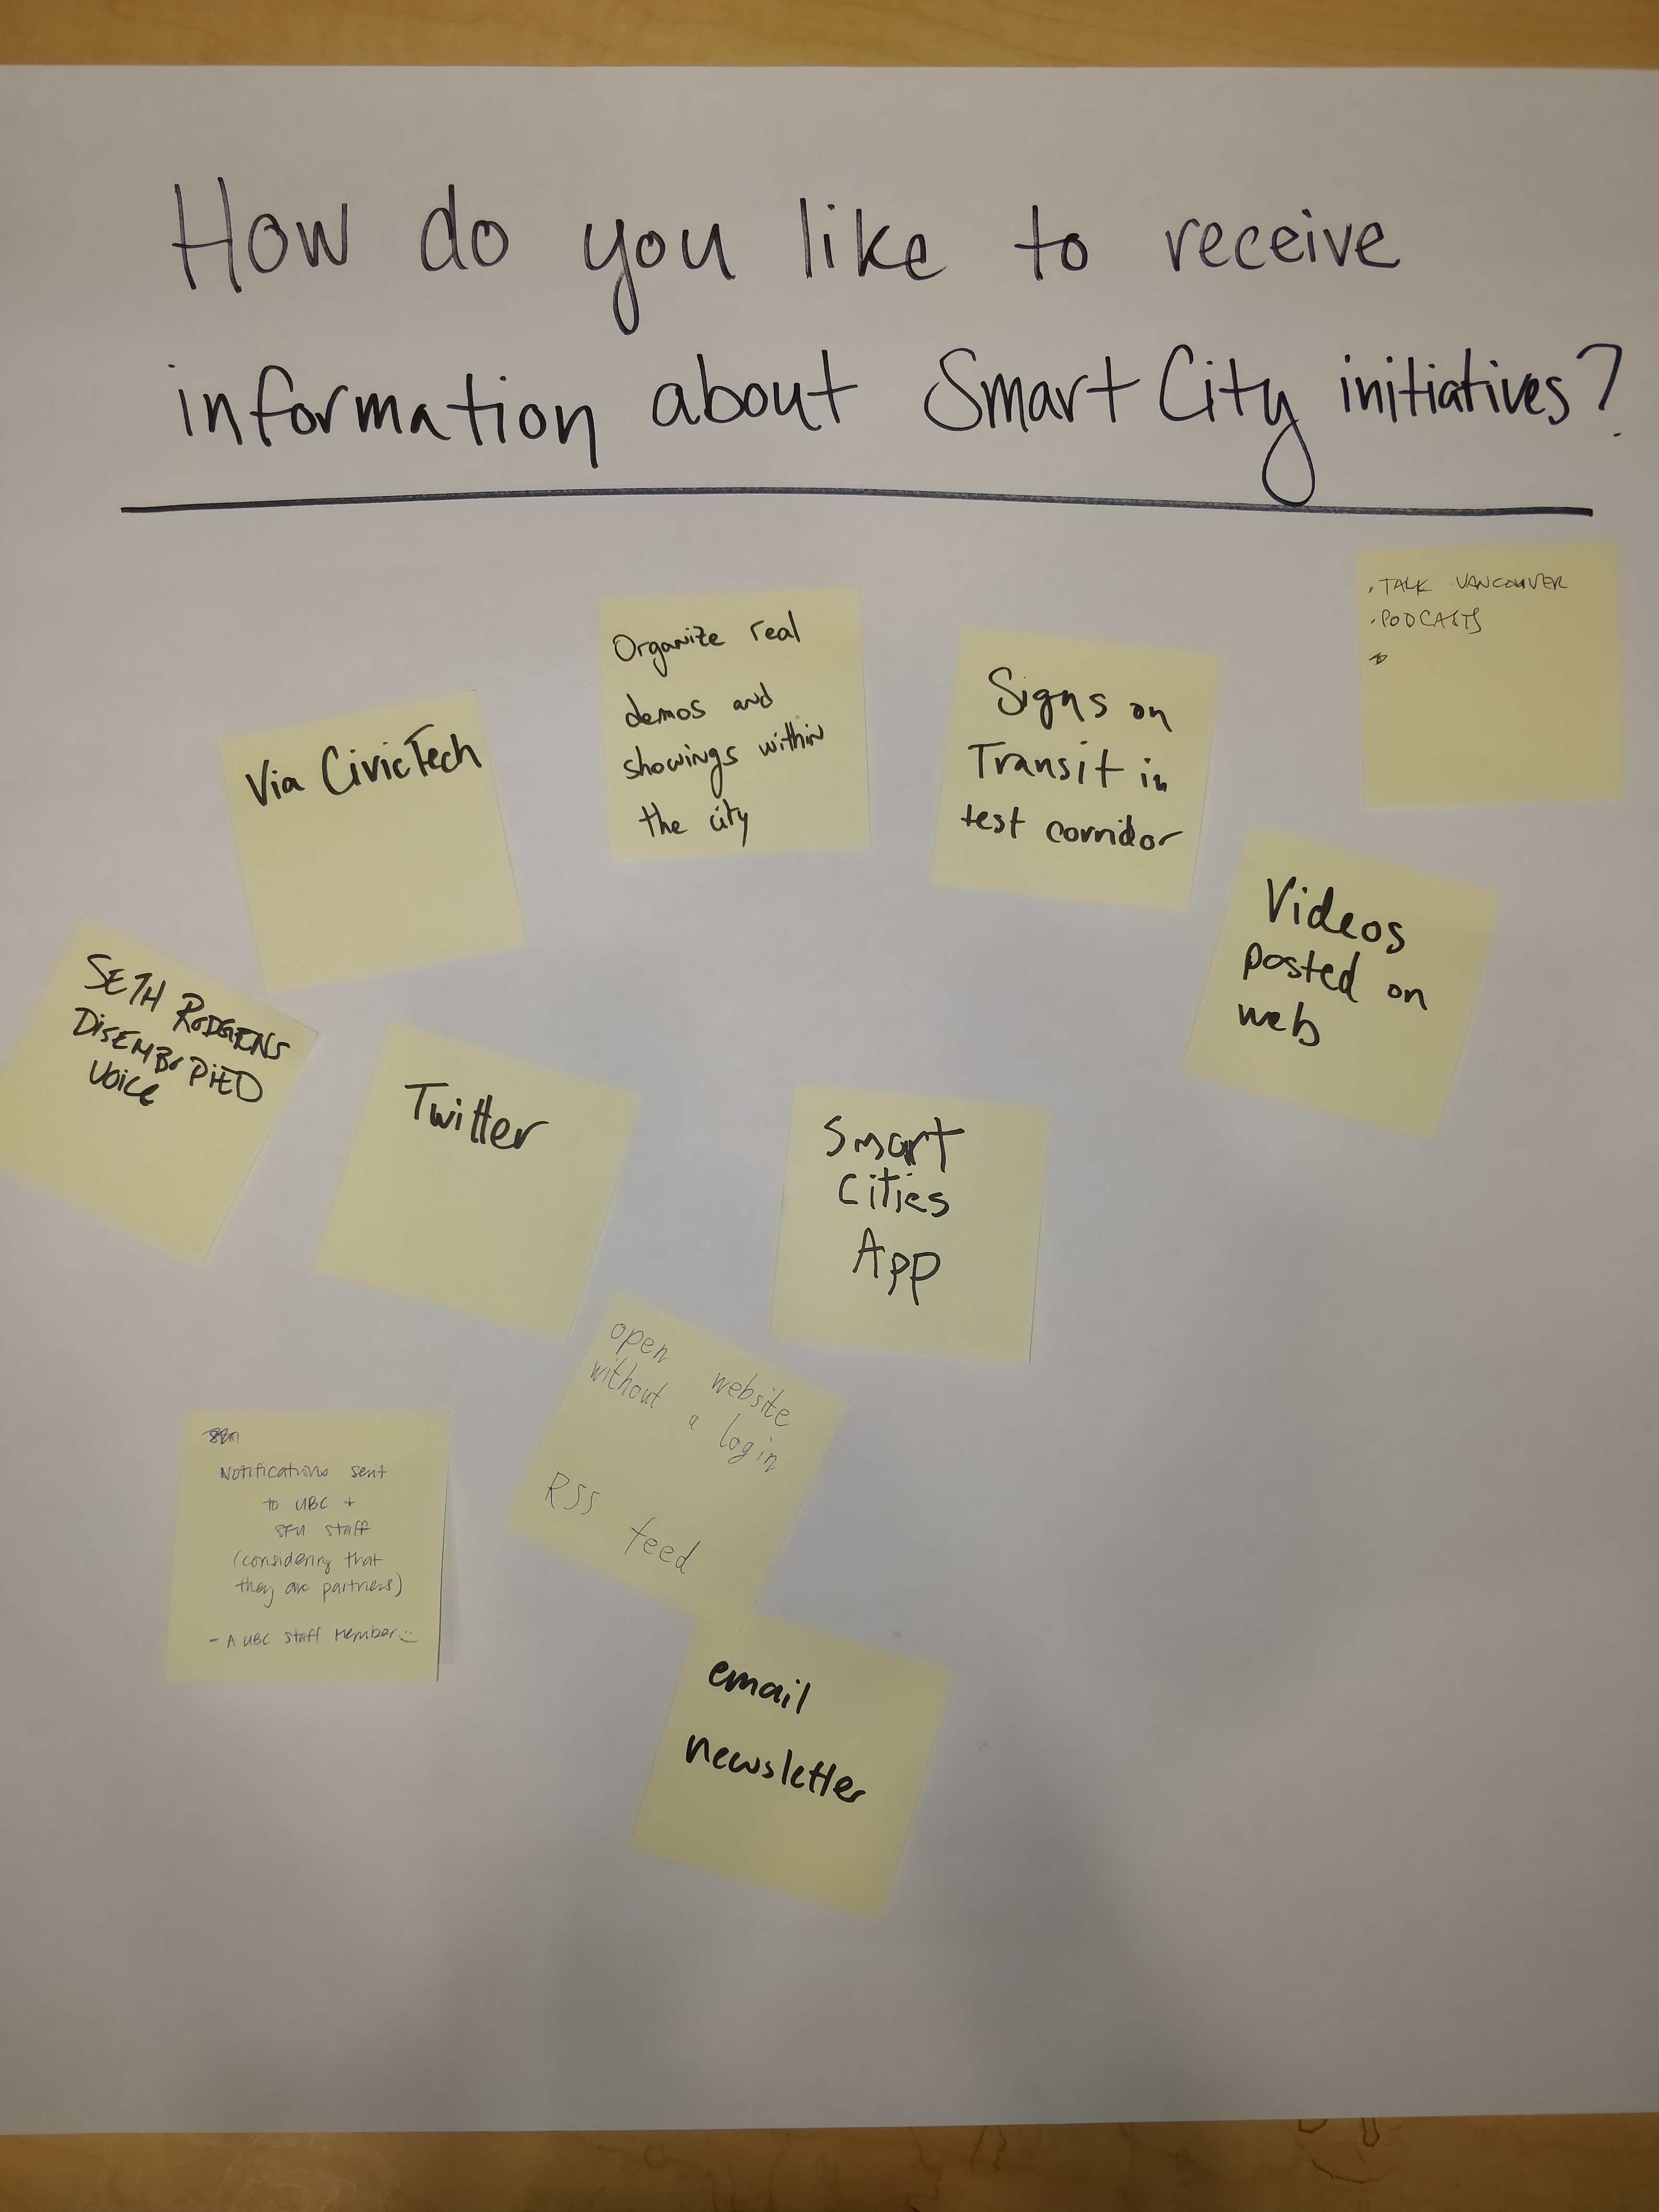 How do you like to receive
information about Smart City initiatives?
Organize real
demos and
showings within
the city
Signs on
Transit in
test corridor
. TALK VANCOUVER
. PODCASTS
Via CivicTech
Videos
posted on
web
SETH RODGENS
DISEMBODIED
VOICE
Twitter
Smart
Cities
App
open website
without a login
RSS feed
Notifications sent
to UBC +
SFU staff
(considering that
they are partners)
- A UBC staff member :)
email
newsletter